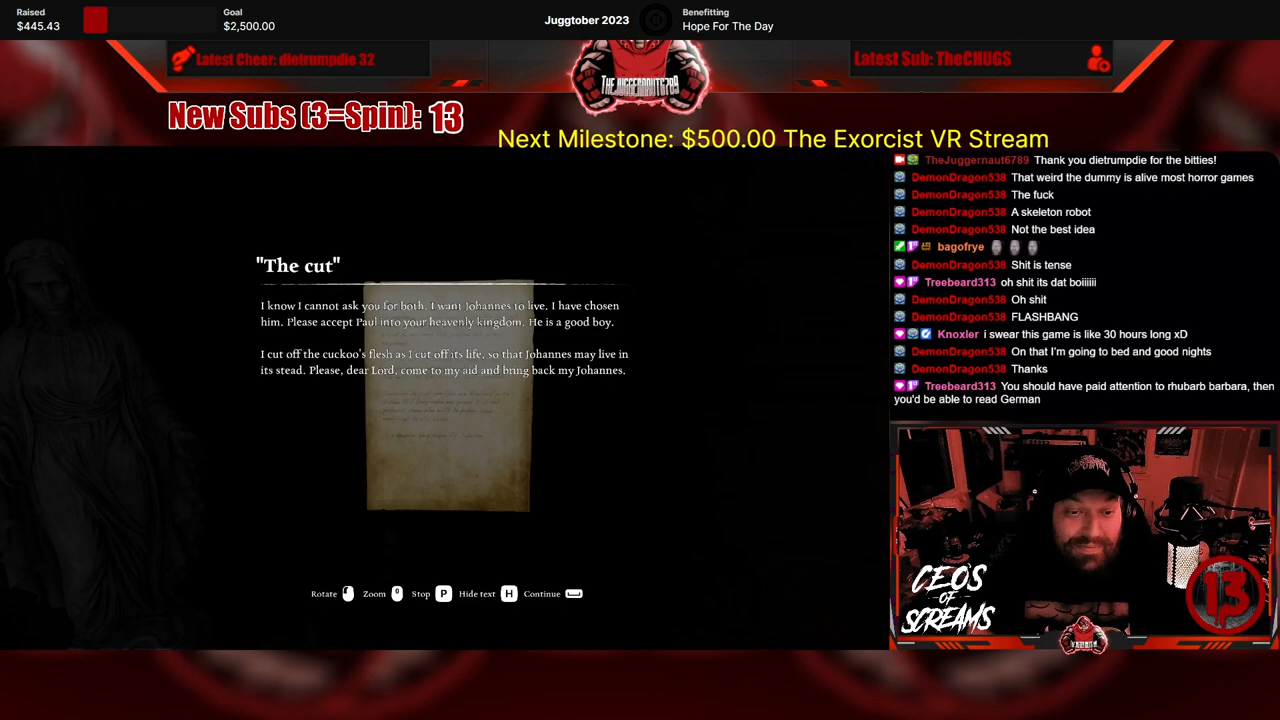 Raised
$445.43
Goal
$2,500.00
Juggtober 2023
Benefitting
Hope For The Day
Latest Cheer: dietrumpdie 32
THEJUGGERNAUT6789
Latest Sub: TheCHUGS
New Subs (3=Spin): 13
Next Milestone: $500.00 The Exorcist VR Stream
TheJuggernaut6789 Thank you dietrumpdie for the bitties!
DemonDragon538 That weird the dummy is alive most horror games
DemonDragon538 The fuck
DemonDragon538 A skeleton robot
DemonDragon538 Not the best idea
bagofrye
DemonDragon538 Shit is tense
Treebeard313 oh shit its dat boiiiiii
DemonDragon538 Oh shit
DemonDragon538 FLASHBANG
Knoxler i swear this game is like 30 hours long xD
DemonDragon538 On that I'm going to bed and good nights
DemonDragon538 Thanks
Treebeard313 You should have paid attention to rhubarb barbara, then
you'd be able to read German
"The cut"
I know I cannot ask you for both. I want Johannes to live. I have chosen
him. Please accept Paul into your heavenly kingdom. He is a good boy.
I cut off the cuckoo's flesh as I cut off its life, so that Johannes may live in
its stead. Please, dear Lord, come to my aid and bring back my Johannes.
Rotate Zoom Stop P Hide text H Continue
CEO'S
OF
SCREAMS
13